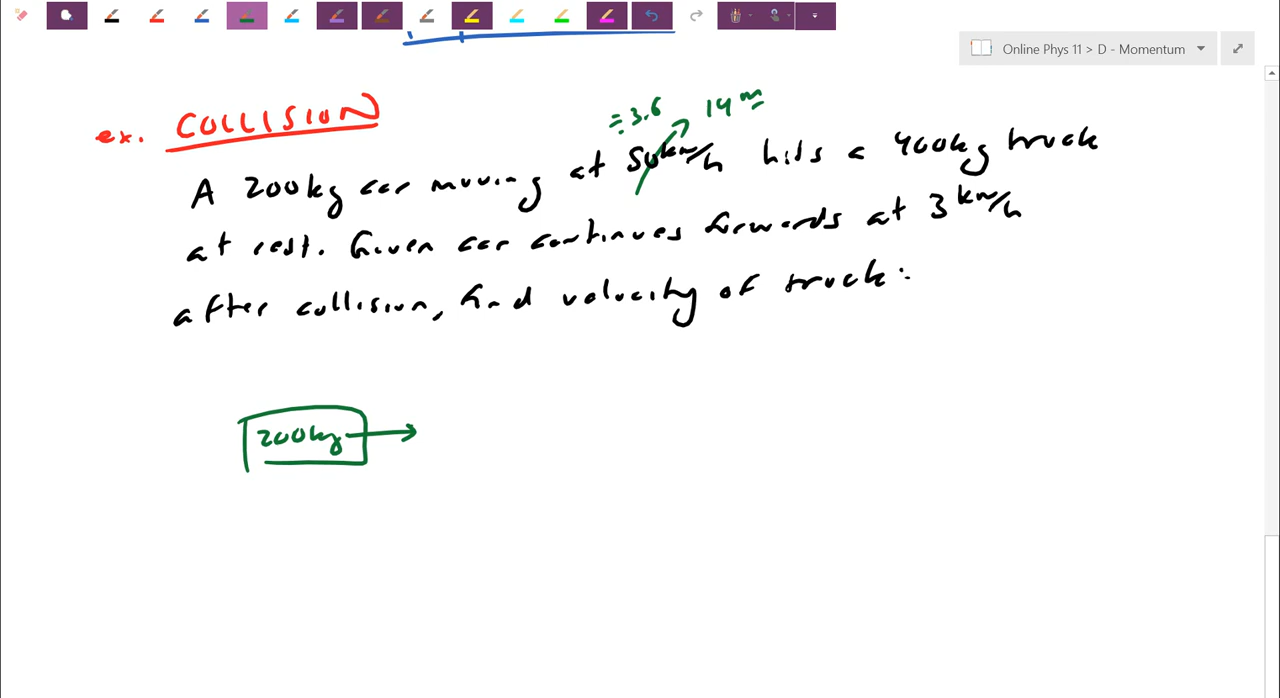 Online Phys 11 > D - Momentum
ex. COLLISION
÷3.6 14 m
A 200kg car moving at 50km/h hits a 400kg truck
at rest. Given car continues forwards at 3 km/h
after collision, find velocity of truck:
200kg